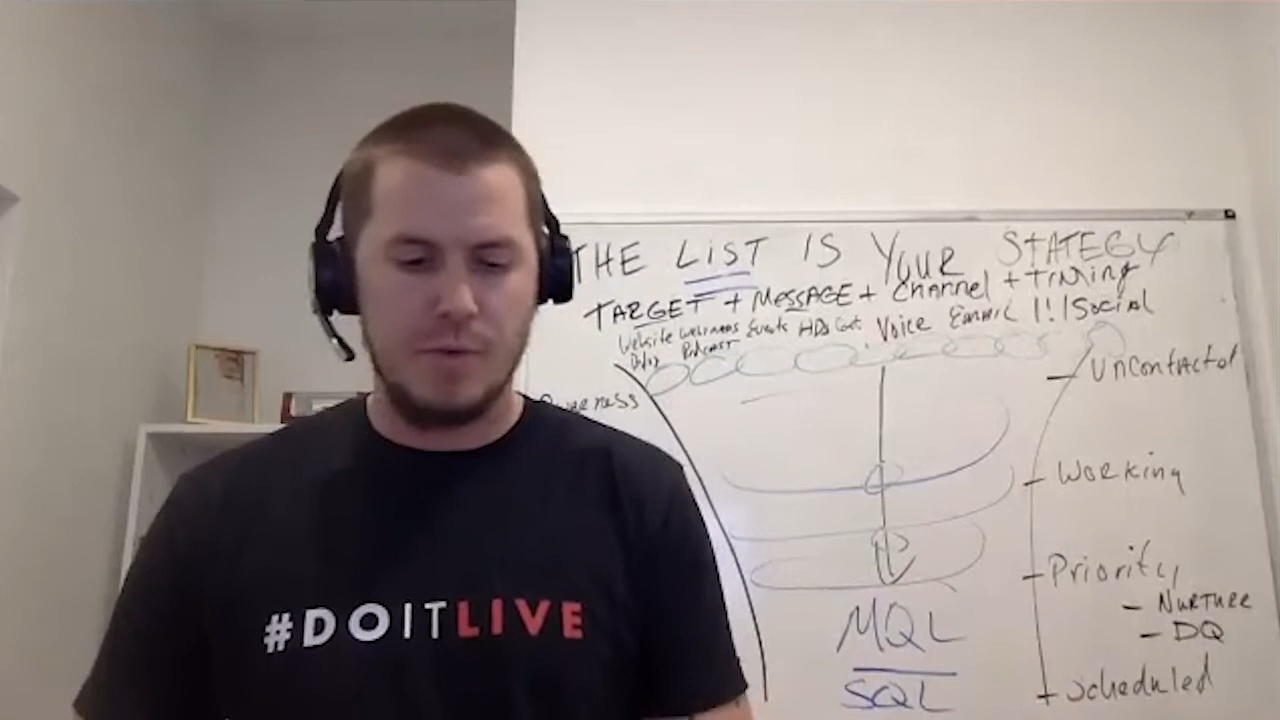 THE LIST IS YOUR STATEGY
TARGET + MESSAGE + Channel + Timing
Website Webinars Events Voice Email 1:1 Social
Blog Podcast
Uncontacted
Working
Priority
- Nurture
- DQ
MQL
SQL
Scheduled
#DOITLIVE